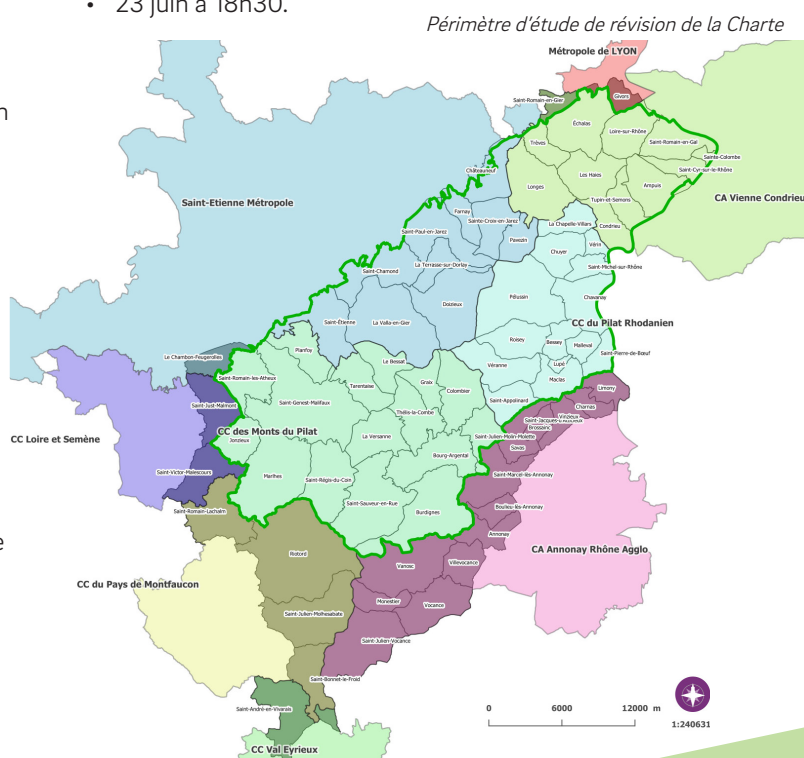 • 23 juin à 18h30.
Périmètre d'étude de révision de la Charte
n
e
Métropole de LYON
Givors
Saint-Romain-en-Gier
Échalas
Loire-sur-Rhône
Trèves
Saint-Romain-en-Gal
Sainte-Colombe
Saint-Cyr-sur-le-Rhône
Les Haies
Ampuis
Longes
Tupin-et-Semons
CA Vienne Condrieu
Condrieu
Châteauneuf
Saint-Etienne Métropole
Farnay
Sainte-Croix-en-Jarez
Saint-Paul-en-Jarez
Pavezin
La Chapelle-Villars
Vérin
Chuyer
Saint-Michel-sur-Rhône
La Terrasse-sur-Dorlay
Saint-Chamond
Doizieux
Pélussin
Chavanay
Saint-Étienne
La Valla-en-Gier
CC du Pilat Rhodanien
Roisey
Bessey
Malleval
Saint-Pierre-de-Bœuf
Planfoy
Le Bessat
Véranne
Lupé
Maclas
Le Chambon-Feugerolles
Saint-Romain-les-Atheux
Tarentaise
Graix
Colombier
Limony
Saint-Appolinard
Saint-Genest-Malifaux
Thélis-la-Combe
Charnas
Saint-Just-Malmont
Vinzieux
Brossainc
Saint-Julien-Molin-Molette
CC des Monts du Pilat
La Versanne
Jonzieux
CC Loire et Semène
Savas
Bourg-Argental
Saint-Victor-Malescours
Marlhes
Saint-Régis-du-Coin
Saint-Marcel-lès-Annonay
Saint-Sauveur-en-Rue
Burdignes
Boulieu-lès-Annonay
Saint-Romain-Lachalm
Annonay
CA Annonay Rhône Agglo
Riotord
Vanosc
Villevocance
CC du Pays de Montfaucon
Monestier
Vocance
Saint-Julien-Molhesabate
Saint-Julien-Vocance
Saint-Bonnet-le-Froid
Saint-André-en-Vivarais
CC Val Eyrieux
0 6000 12000 m
1:240631